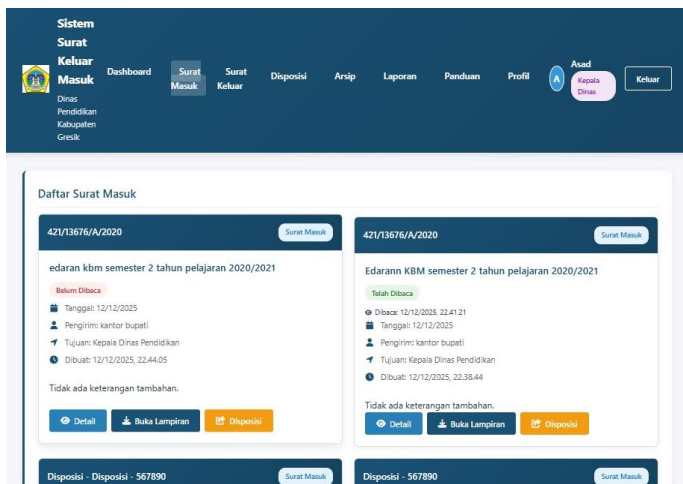 Sistem
Surat
Keluar
Masuk
Dinas
Pendidikan
Kabupaten
Gresik
Dashboard
Surat
Masuk
Surat
Keluar
Disposisi
Arsip
Laporan
Panduan
Profil
A
Asad
Kepala
Dinas
Keluar
Daftar Surat Masuk
421/13676/A/2020
Surat Masuk
edaran kbm semester 2 tahun pelajaran 2020/2021
Belum Dibaca
Tanggal: 12/12/2025
Pengirim: kantor bupati
Tujuan: Kepala Dinas Pendidikan
Dibuat: 12/12/2025, 22.44.05
Tidak ada keterangan tambahan.
Detail
Buka Lampiran
Disposisi
421/13676/A/2020
Surat Masuk
Edarann KBM semester 2 tahun pelajaran 2020/2021
Telah Dibaca
Dibaca: 12/12/2025, 22.41.21
Tanggal: 12/12/2025
Pengirim: kantor bupati
Tujuan: Kepala Dinas Pendidikan
Dibuat: 12/12/2025, 22.38.44
Tidak ada keterangan tambahan.
Detail
Buka Lampiran
Disposisi
Disposisi - Disposisi - 567890
Surat Masuk
Disposisi - 567890
Surat Masuk